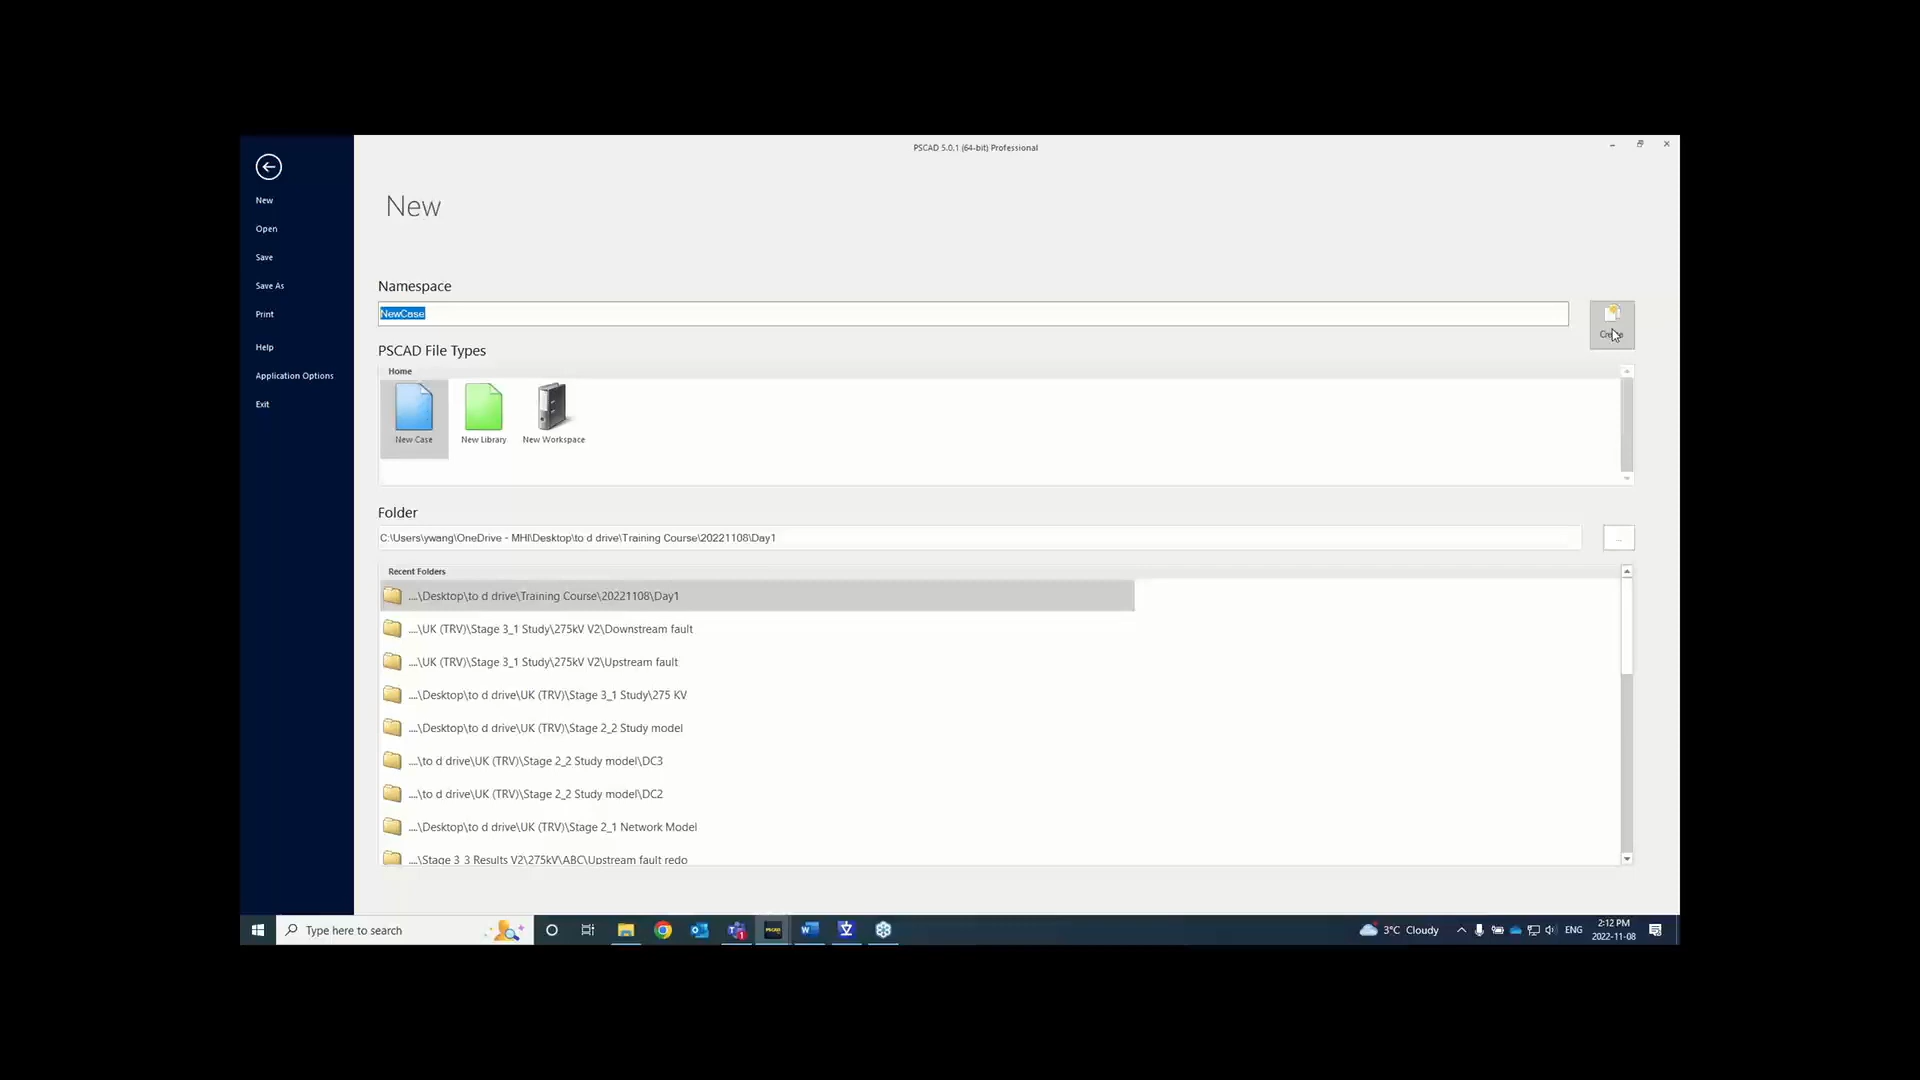 PSCAD 5.0.1 (64-bit) Professional
New
Open
Save
Save As
Print
Help
Application Options
Exit
New
Namespace
NewCase
Create
PSCAD File Types
Home
New Case
New Library
New Workspace
Folder
C:\Users\ywang\OneDrive - MHI\Desktop\to d drive\Training Course\20221108\Day1
...
Recent Folders
....\Desktop\to d drive\Training Course\20221108\Day1
....\UK (TRV)\Stage 3_1 Study\275kV V2\Downstream fault
....\UK (TRV)\Stage 3_1 Study\275kV V2\Upstream fault
....\Desktop\to d drive\UK (TRV)\Stage 3_1 Study\275 KV
....\Desktop\to d drive\UK (TRV)\Stage 2_2 Study model
....\to d drive\UK (TRV)\Stage 2_2 Study model\DC3
....\to d drive\UK (TRV)\Stage 2_2 Study model\DC2
....\Desktop\to d drive\UK (TRV)\Stage 2_1 Network Model
....\Stage 3_3 Results V2\275kV\ABC\Upstream fault redo
Type here to search
PSCAD
3°C Cloudy
ENG
2:12 PM
2022-11-08